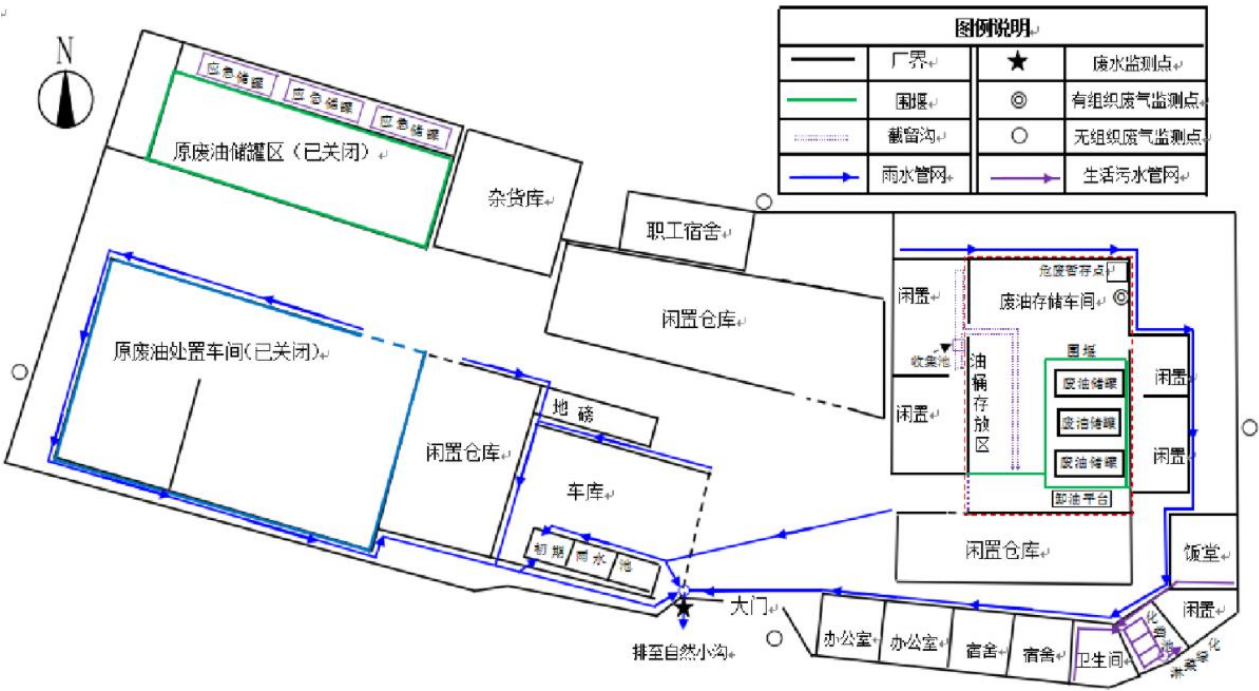 图例说明
厂界
废水监测点
围堰
有组织废气监测点
截留沟
无组织废气监测点
雨水管网
生活污水管网
N
应急储罐
应急储罐
应急储罐
原废油储罐区（已关闭）
杂货库
职工宿舍
闲置仓库
原废油处置车间(已关闭)
地磅
闲置仓库
车库
初期雨水池
闲置
闲置
危废暂存点
废油存储车间
收集池
油桶存放区
围堰
废油储罐
废油储罐
废油储罐
卸油平台
闲置
闲置
闲置仓库
饭堂
闲置
大门
排至自然小沟
办公室
办公室
宿舍
宿舍
卫生间
化粪池
淋灌绿化